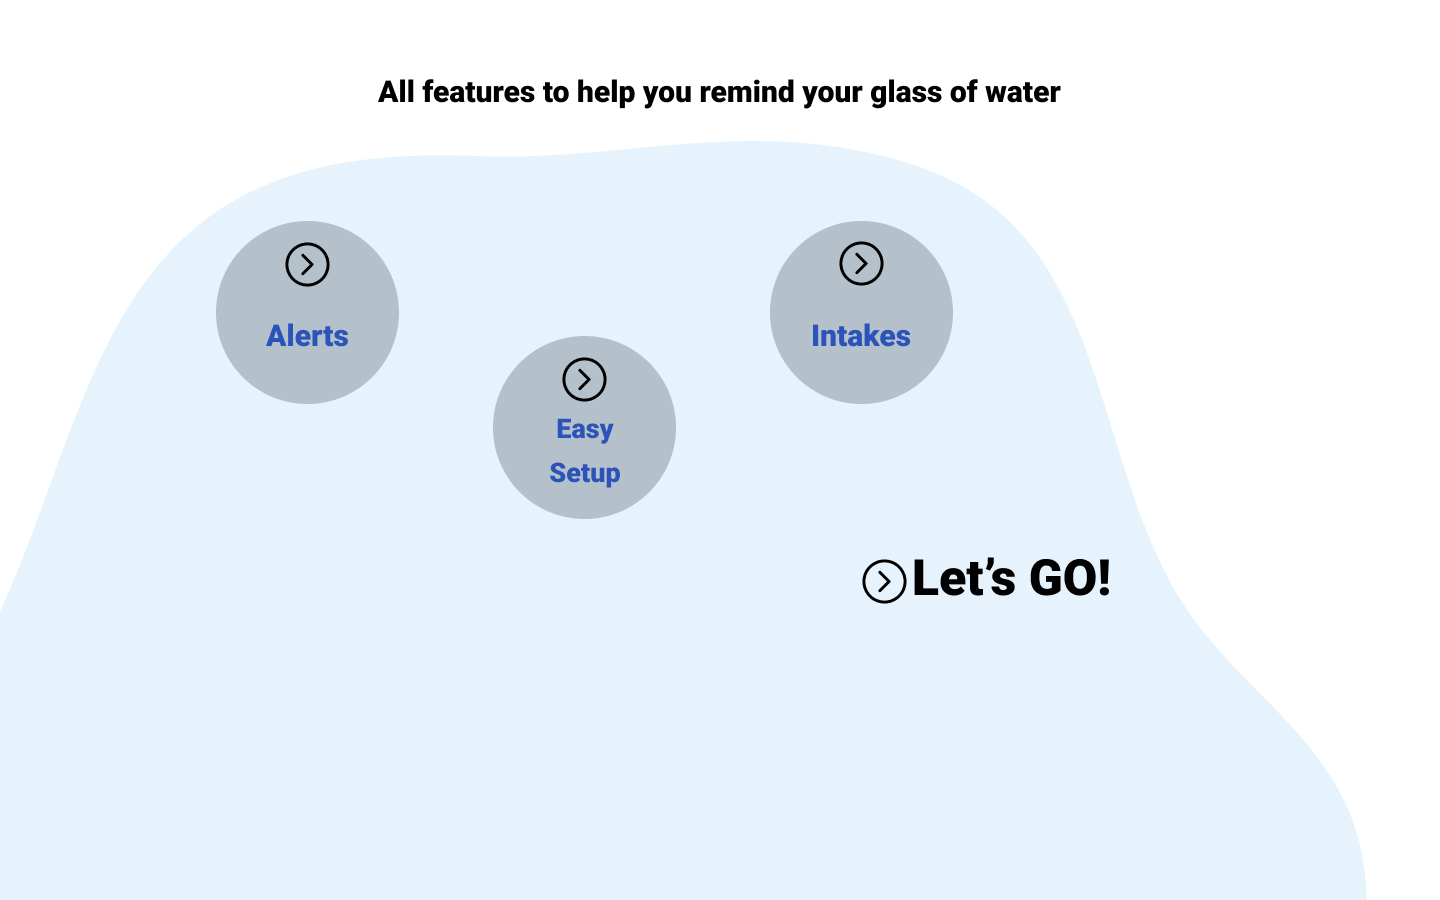 All features to help you remind your glass of water
Alerts
Intakes
Easy
Setup
Let’s GO!